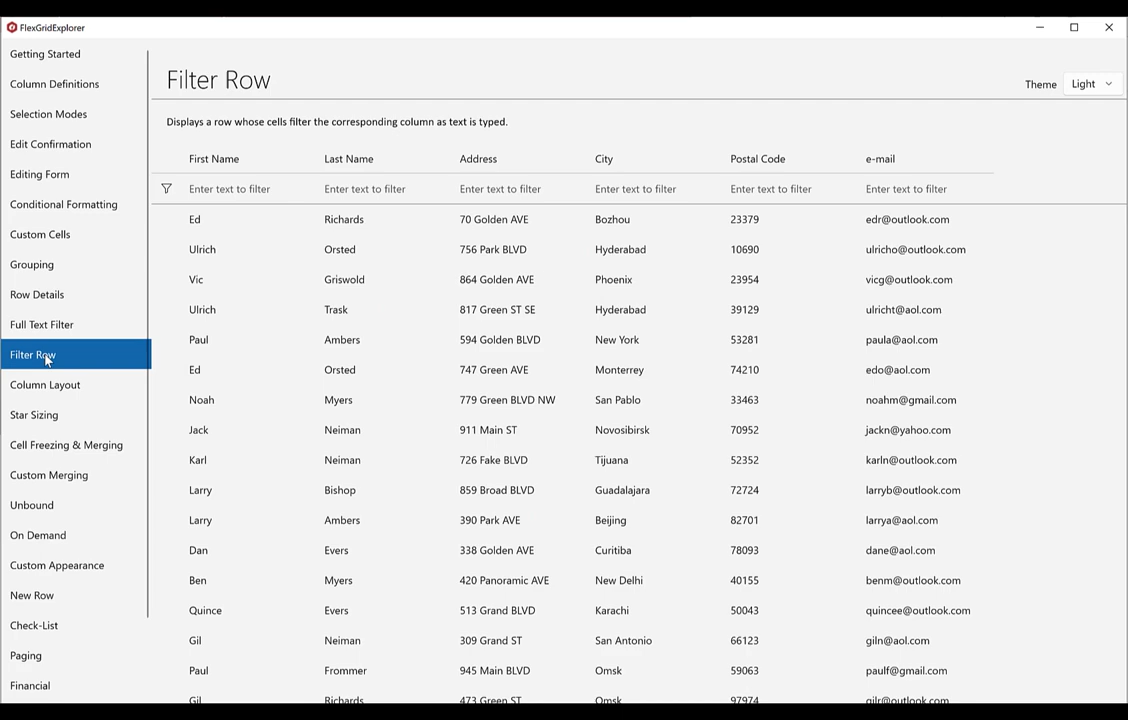 FlexGridExplorer
Getting Started
Column Definitions
Selection Modes
Edit Confirmation
Editing Form
Conditional Formatting
Custom Cells
Grouping
Row Details
Full Text Filter
Filter Row
Column Layout
Star Sizing
Cell Freezing & Merging
Custom Merging
Unbound
On Demand
Custom Appearance
New Row
Check-List
Paging
Financial
Filter Row
Theme Light
Displays a row whose cells filter the corresponding column as text is typed.
First Name Last Name Address City Postal Code e-mail
Enter text to filter Enter text to filter Enter text to filter Enter text to filter Enter text to filter Enter text to filter
Ed Richards 70 Golden AVE Bozhou 23379 edr@outlook.com
Ulrich Orsted 756 Park BLVD Hyderabad 10690 ulricho@outlook.com
Vic Griswold 864 Golden AVE Phoenix 23954 vicg@outlook.com
Ulrich Trask 817 Green ST SE Hyderabad 39129 ulricht@aol.com
Paul Ambers 594 Golden BLVD New York 53281 paula@aol.com
Ed Orsted 747 Green AVE Monterrey 74210 edo@aol.com
Noah Myers 779 Green BLVD NW San Pablo 33463 noahm@gmail.com
Jack Neiman 911 Main ST Novosibirsk 70952 jackn@yahoo.com
Karl Neiman 726 Fake BLVD Tijuana 52352 karln@outlook.com
Larry Bishop 859 Broad BLVD Guadalajara 72724 larryb@outlook.com
Larry Ambers 390 Park AVE Beijing 82701 larrya@aol.com
Dan Evers 338 Golden AVE Curitiba 78093 dane@aol.com
Ben Myers 420 Panoramic AVE New Delhi 40155 benm@outlook.com
Quince Evers 513 Grand BLVD Karachi 50043 quincee@outlook.com
Gil Neiman 309 Grand ST San Antonio 66123 giln@aol.com
Paul Frommer 945 Main BLVD Omsk 59063 paulf@gmail.com
Gil Richards 473 Green ST Omsk 97974 gilr@outlook.com